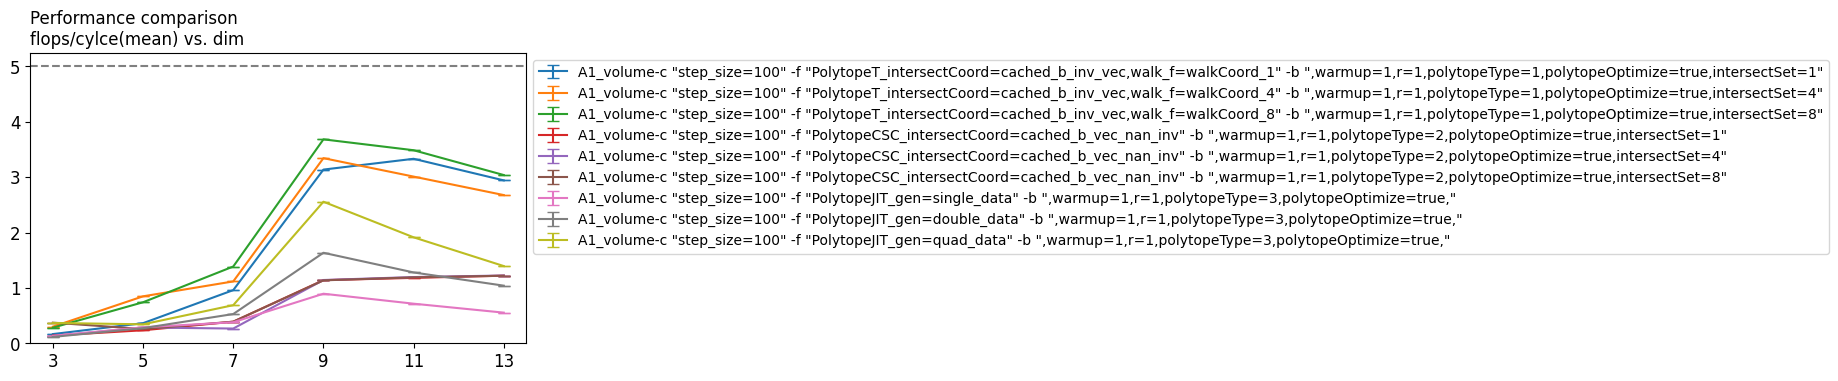 Performance comparison
flops/cylce(mean) vs. dim
5
4
3
2
1
0
3 5 7 9 11 13
A1_volume-c "step_size=100" -f "PolytopeT_intersectCoord=cached_b_inv_vec,walk_f=walkCoord_1" -b ",warmup=1,r=1,polytopeType=1,polytopeOptimize=true,intersectSet=1"
A1_volume-c "step_size=100" -f "PolytopeT_intersectCoord=cached_b_inv_vec,walk_f=walkCoord_4" -b ",warmup=1,r=1,polytopeType=1,polytopeOptimize=true,intersectSet=4"
A1_volume-c "step_size=100" -f "PolytopeT_intersectCoord=cached_b_inv_vec,walk_f=walkCoord_8" -b ",warmup=1,r=1,polytopeType=1,polytopeOptimize=true,intersectSet=8"
A1_volume-c "step_size=100" -f "PolytopeCSC_intersectCoord=cached_b_vec_nan_inv" -b ",warmup=1,r=1,polytopeType=2,polytopeOptimize=true,intersectSet=1"
A1_volume-c "step_size=100" -f "PolytopeCSC_intersectCoord=cached_b_vec_nan_inv" -b ",warmup=1,r=1,polytopeType=2,polytopeOptimize=true,intersectSet=4"
A1_volume-c "step_size=100" -f "PolytopeCSC_intersectCoord=cached_b_vec_nan_inv" -b ",warmup=1,r=1,polytopeType=2,polytopeOptimize=true,intersectSet=8"
A1_volume-c "step_size=100" -f "PolytopeJIT_gen=single_data" -b ",warmup=1,r=1,polytopeType=3,polytopeOptimize=true,"
A1_volume-c "step_size=100" -f "PolytopeJIT_gen=double_data" -b ",warmup=1,r=1,polytopeType=3,polytopeOptimize=true,"
A1_volume-c "step_size=100" -f "PolytopeJIT_gen=quad_data" -b ",warmup=1,r=1,polytopeType=3,polytopeOptimize=true,"